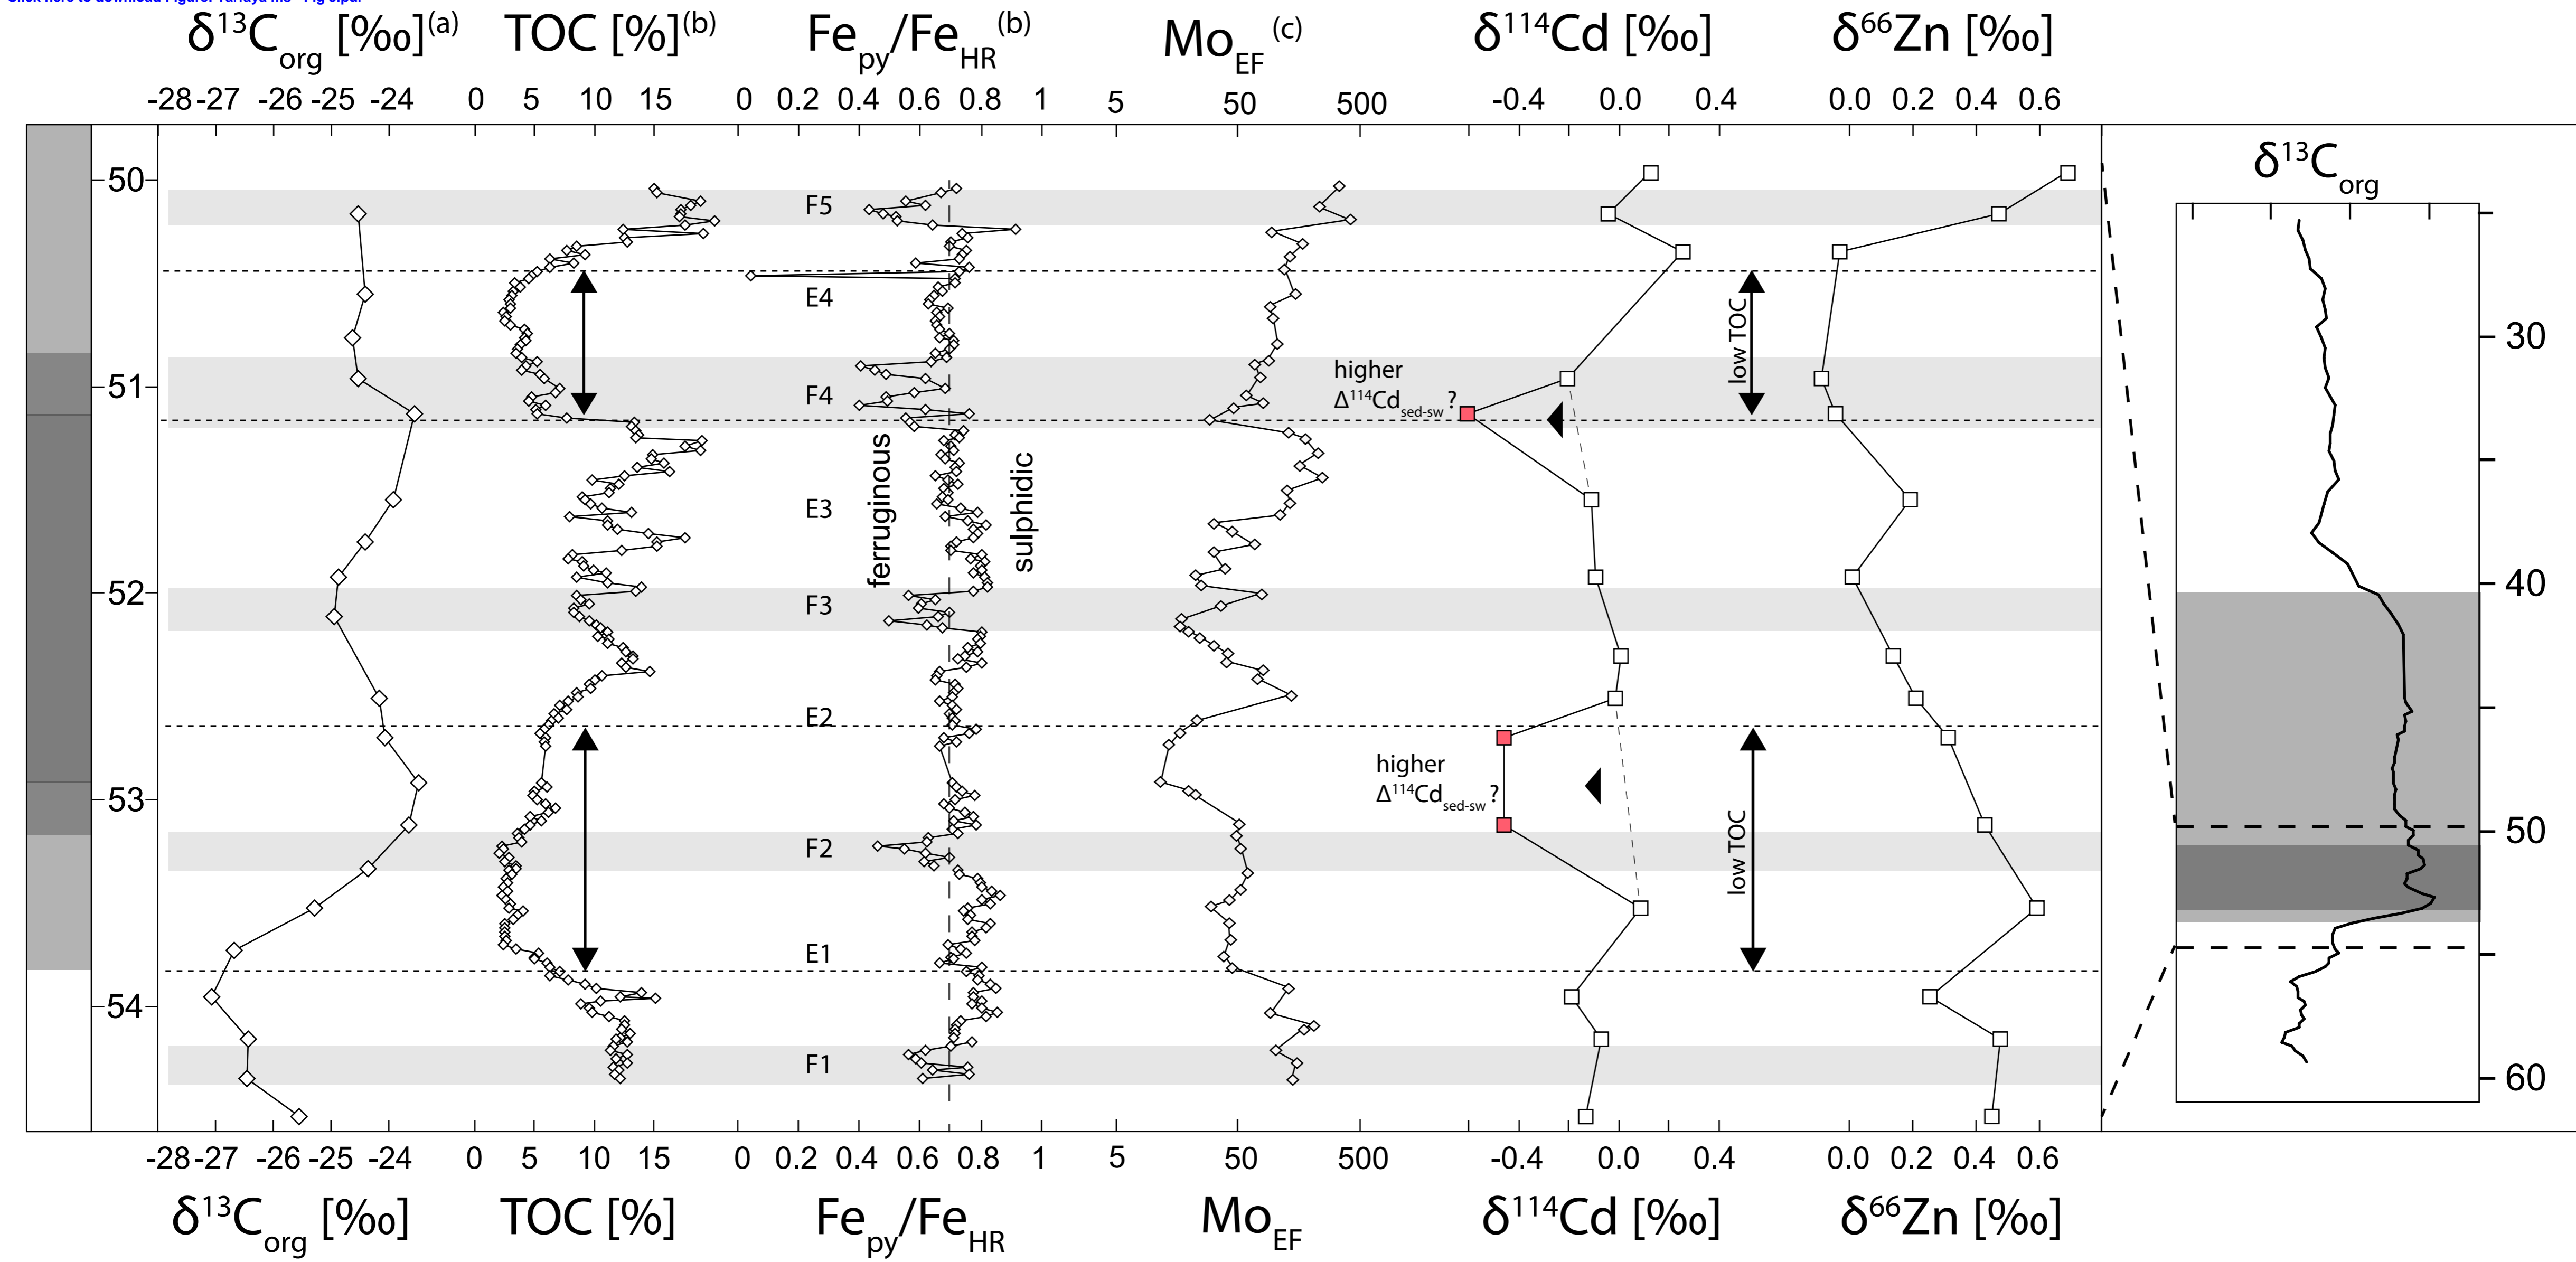 δ¹³Corg [‰](a) TOC [%](b) Fepy/FeHR(b) MoEF(c) δ¹¹⁴Cd [‰] δ⁶⁶Zn [‰]
-28 -27 -26 -25 -24 0 5 10 15 0 0.2 0.4 0.6 0.8 1 5 50 500 -0.4 0.0 0.4 0.0 0.2 0.4 0.6
δ¹³Corg
50
F5
E4
low TOC
30
higher
Δ¹¹⁴Cdsed-sw ?
51
F4
ferruginous
sulphidic
E3
52
F3
40
E2
higher
Δ¹¹⁴Cdsed-sw ?
low TOC
53
F2
50
E1
54
F1
60
-28 -27 -26 -25 -24 0 5 10 15 0 0.2 0.4 0.6 0.8 1 5 50 500 -0.4 0.0 0.4 0.0 0.2 0.4 0.6
δ¹³Corg [‰] TOC [%] Fepy/FeHR MoEF δ¹¹⁴Cd [‰] δ⁶⁶Zn [‰]